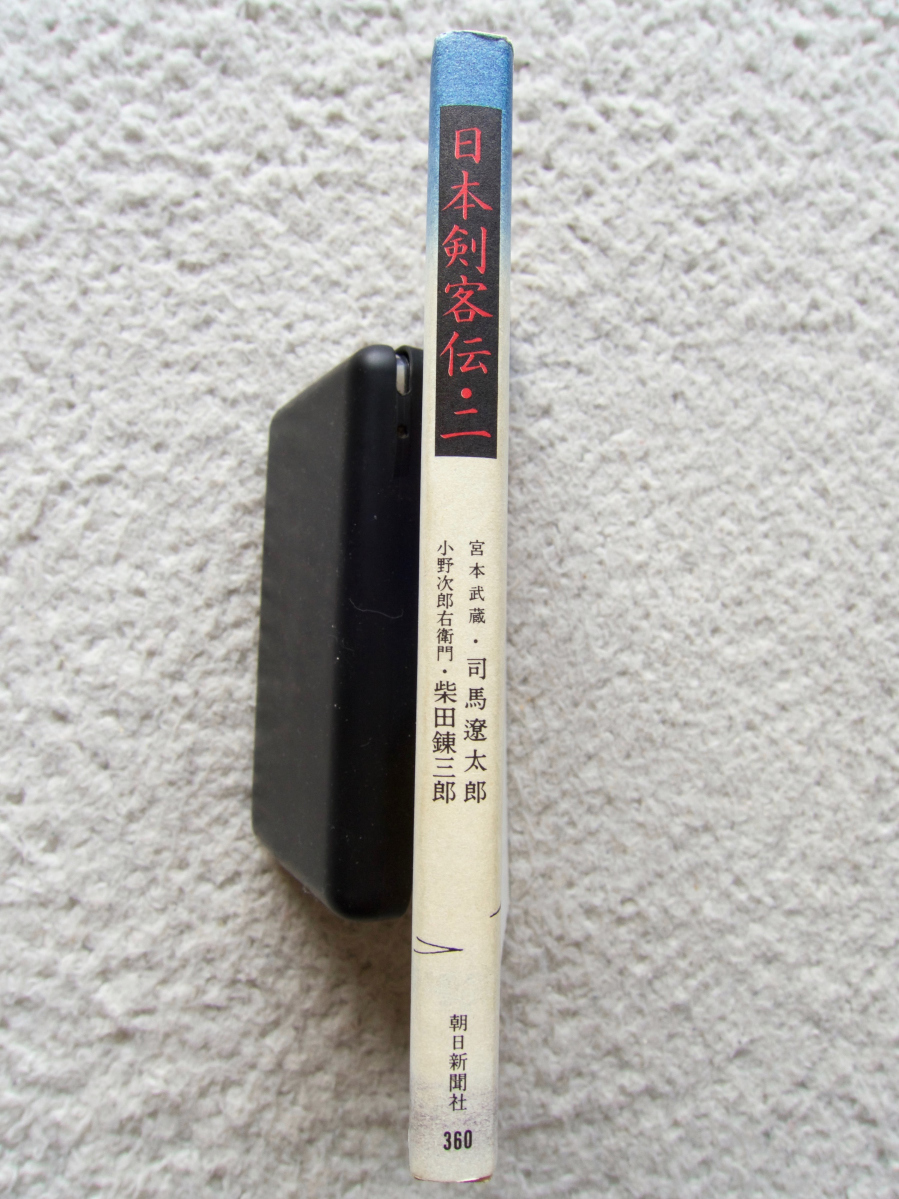 日本剣客伝・二
宮本武蔵・司馬遼太郎
小野次郎右衛門・柴田錬三郎
朝日新聞社
360